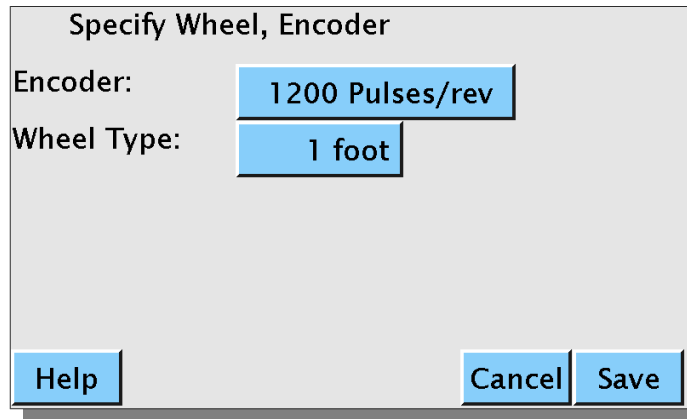 Specify Wheel, Encoder
Encoder: 1200 Pulses/rev
Wheel Type: 1 foot
Help Cancel Save